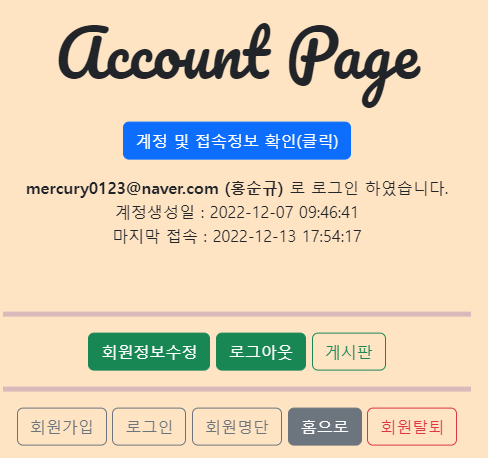 Account Page
계정 및 접속정보 확인(클릭)
mercury0123@naver.com (홍순규) 로 로그인 하였습니다.
계정생성일 : 2022-12-07 09:46:41
마지막 접속 : 2022-12-13 17:54:17
회원정보수정 로그아웃 게시판
회원가입 로그인 회원명단 홈으로 회원탈퇴